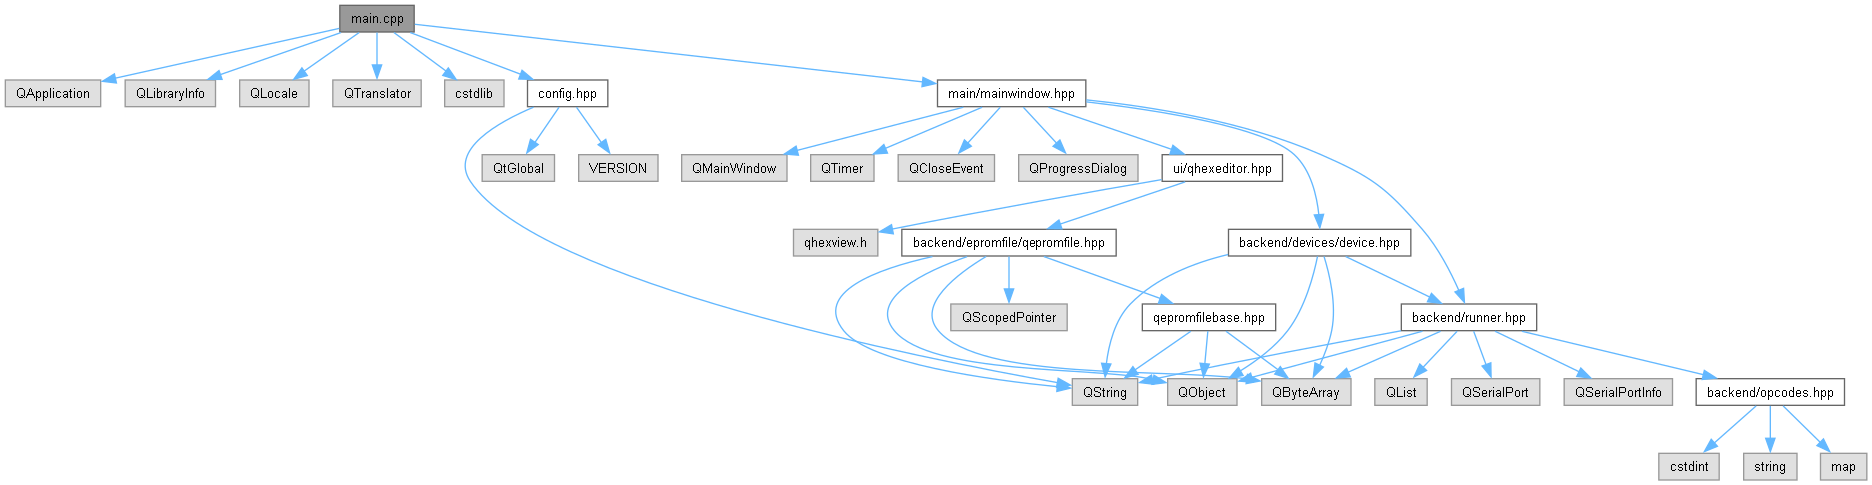 main.cpp
QApplication
QLibraryInfo
QLocale
QTranslator
cstdlib
config.hpp
main/mainwindow.hpp
QtGlobal
VERSION
QMainWindow
QTimer
QCloseEvent
QProgressDialog
ui/qhexeditor.hpp
qhexview.h
backend/epromfile/qepromfile.hpp
backend/devices/device.hpp
QScopedPointer
qepromfilebase.hpp
backend/runner.hpp
QString
QObject
QByteArray
QList
QSerialPort
QSerialPortInfo
backend/opcodes.hpp
cstdint
string
map